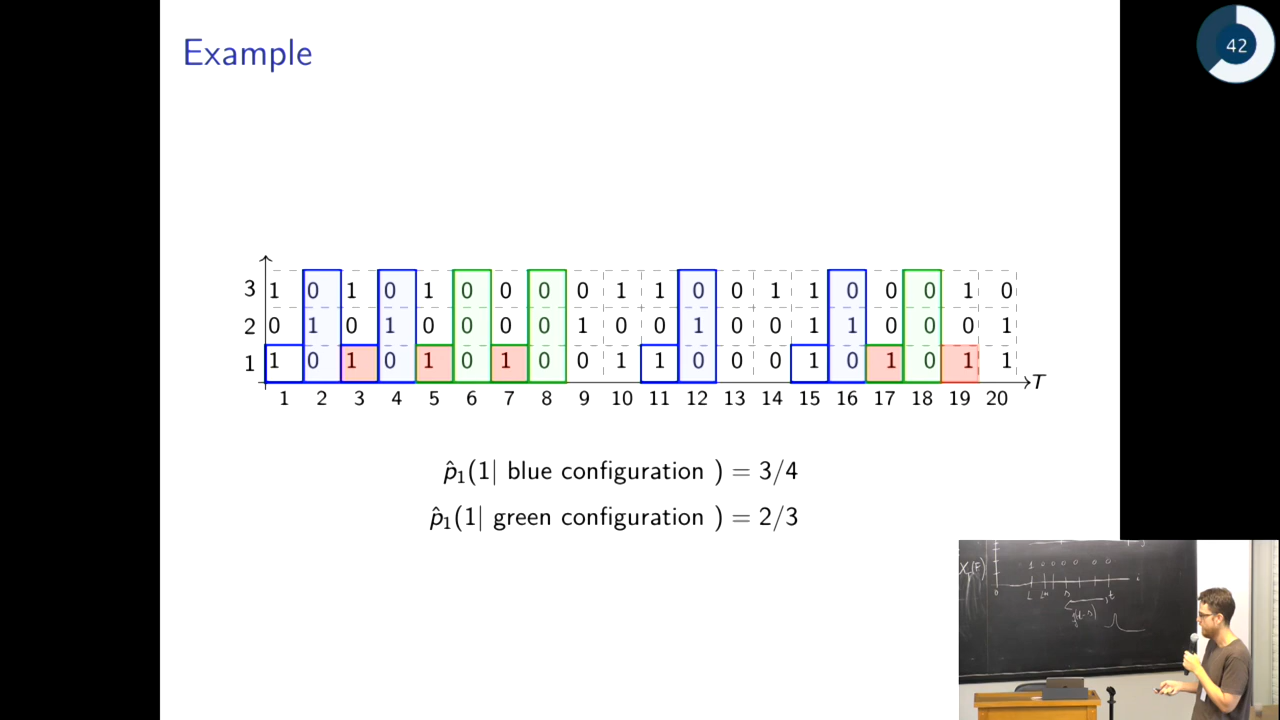 42
Example
3 1 0 1 0 1 0 0 0 0 1 1 0 0 1 1 0 0 0 1 0
2 0 1 0 1 0 0 0 0 1 0 0 1 0 0 1 1 0 0 0 1
1 1 0 1 0 1 0 1 0 0 1 1 0 0 0 1 0 1 0 1 1
T
1 2 3 4 5 6 7 8 9 10 11 12 13 14 15 16 17 18 19 20
p̂₁(1| blue configuration ) = 3/4
p̂₁(1| green configuration ) = 2/3